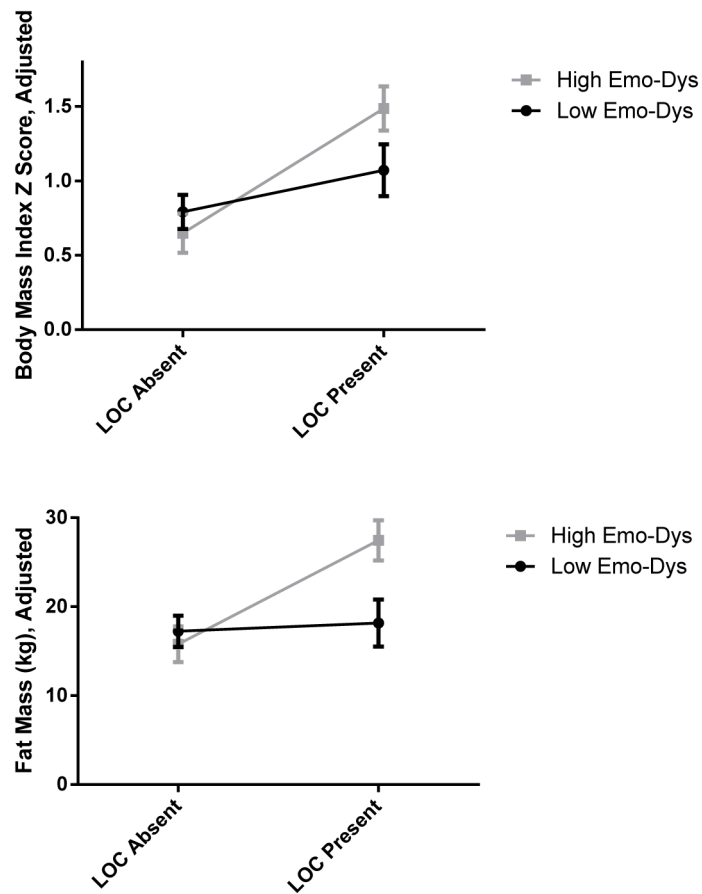 Body Mass Index Z Score, Adjusted
1.5
1.0
0.5
0.0
LOC Absent
LOC Present
High Emo-Dys
Low Emo-Dys
Fat Mass (kg), Adjusted
30
20
10
0
LOC Absent
LOC Present
High Emo-Dys
Low Emo-Dys